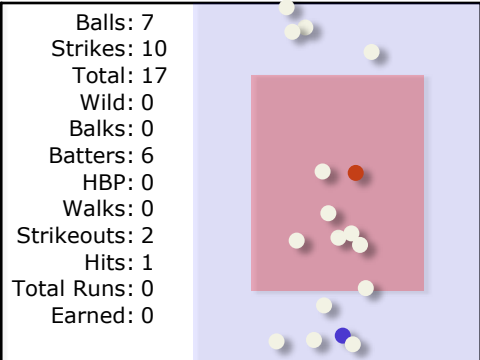 Balls: 7
Strikes: 10
Total: 17
Wild: 0
Balks: 0
Batters: 6
HBP: 0
Walks: 0
Strikeouts: 2
Hits: 1
Total Runs: 0
Earned: 0